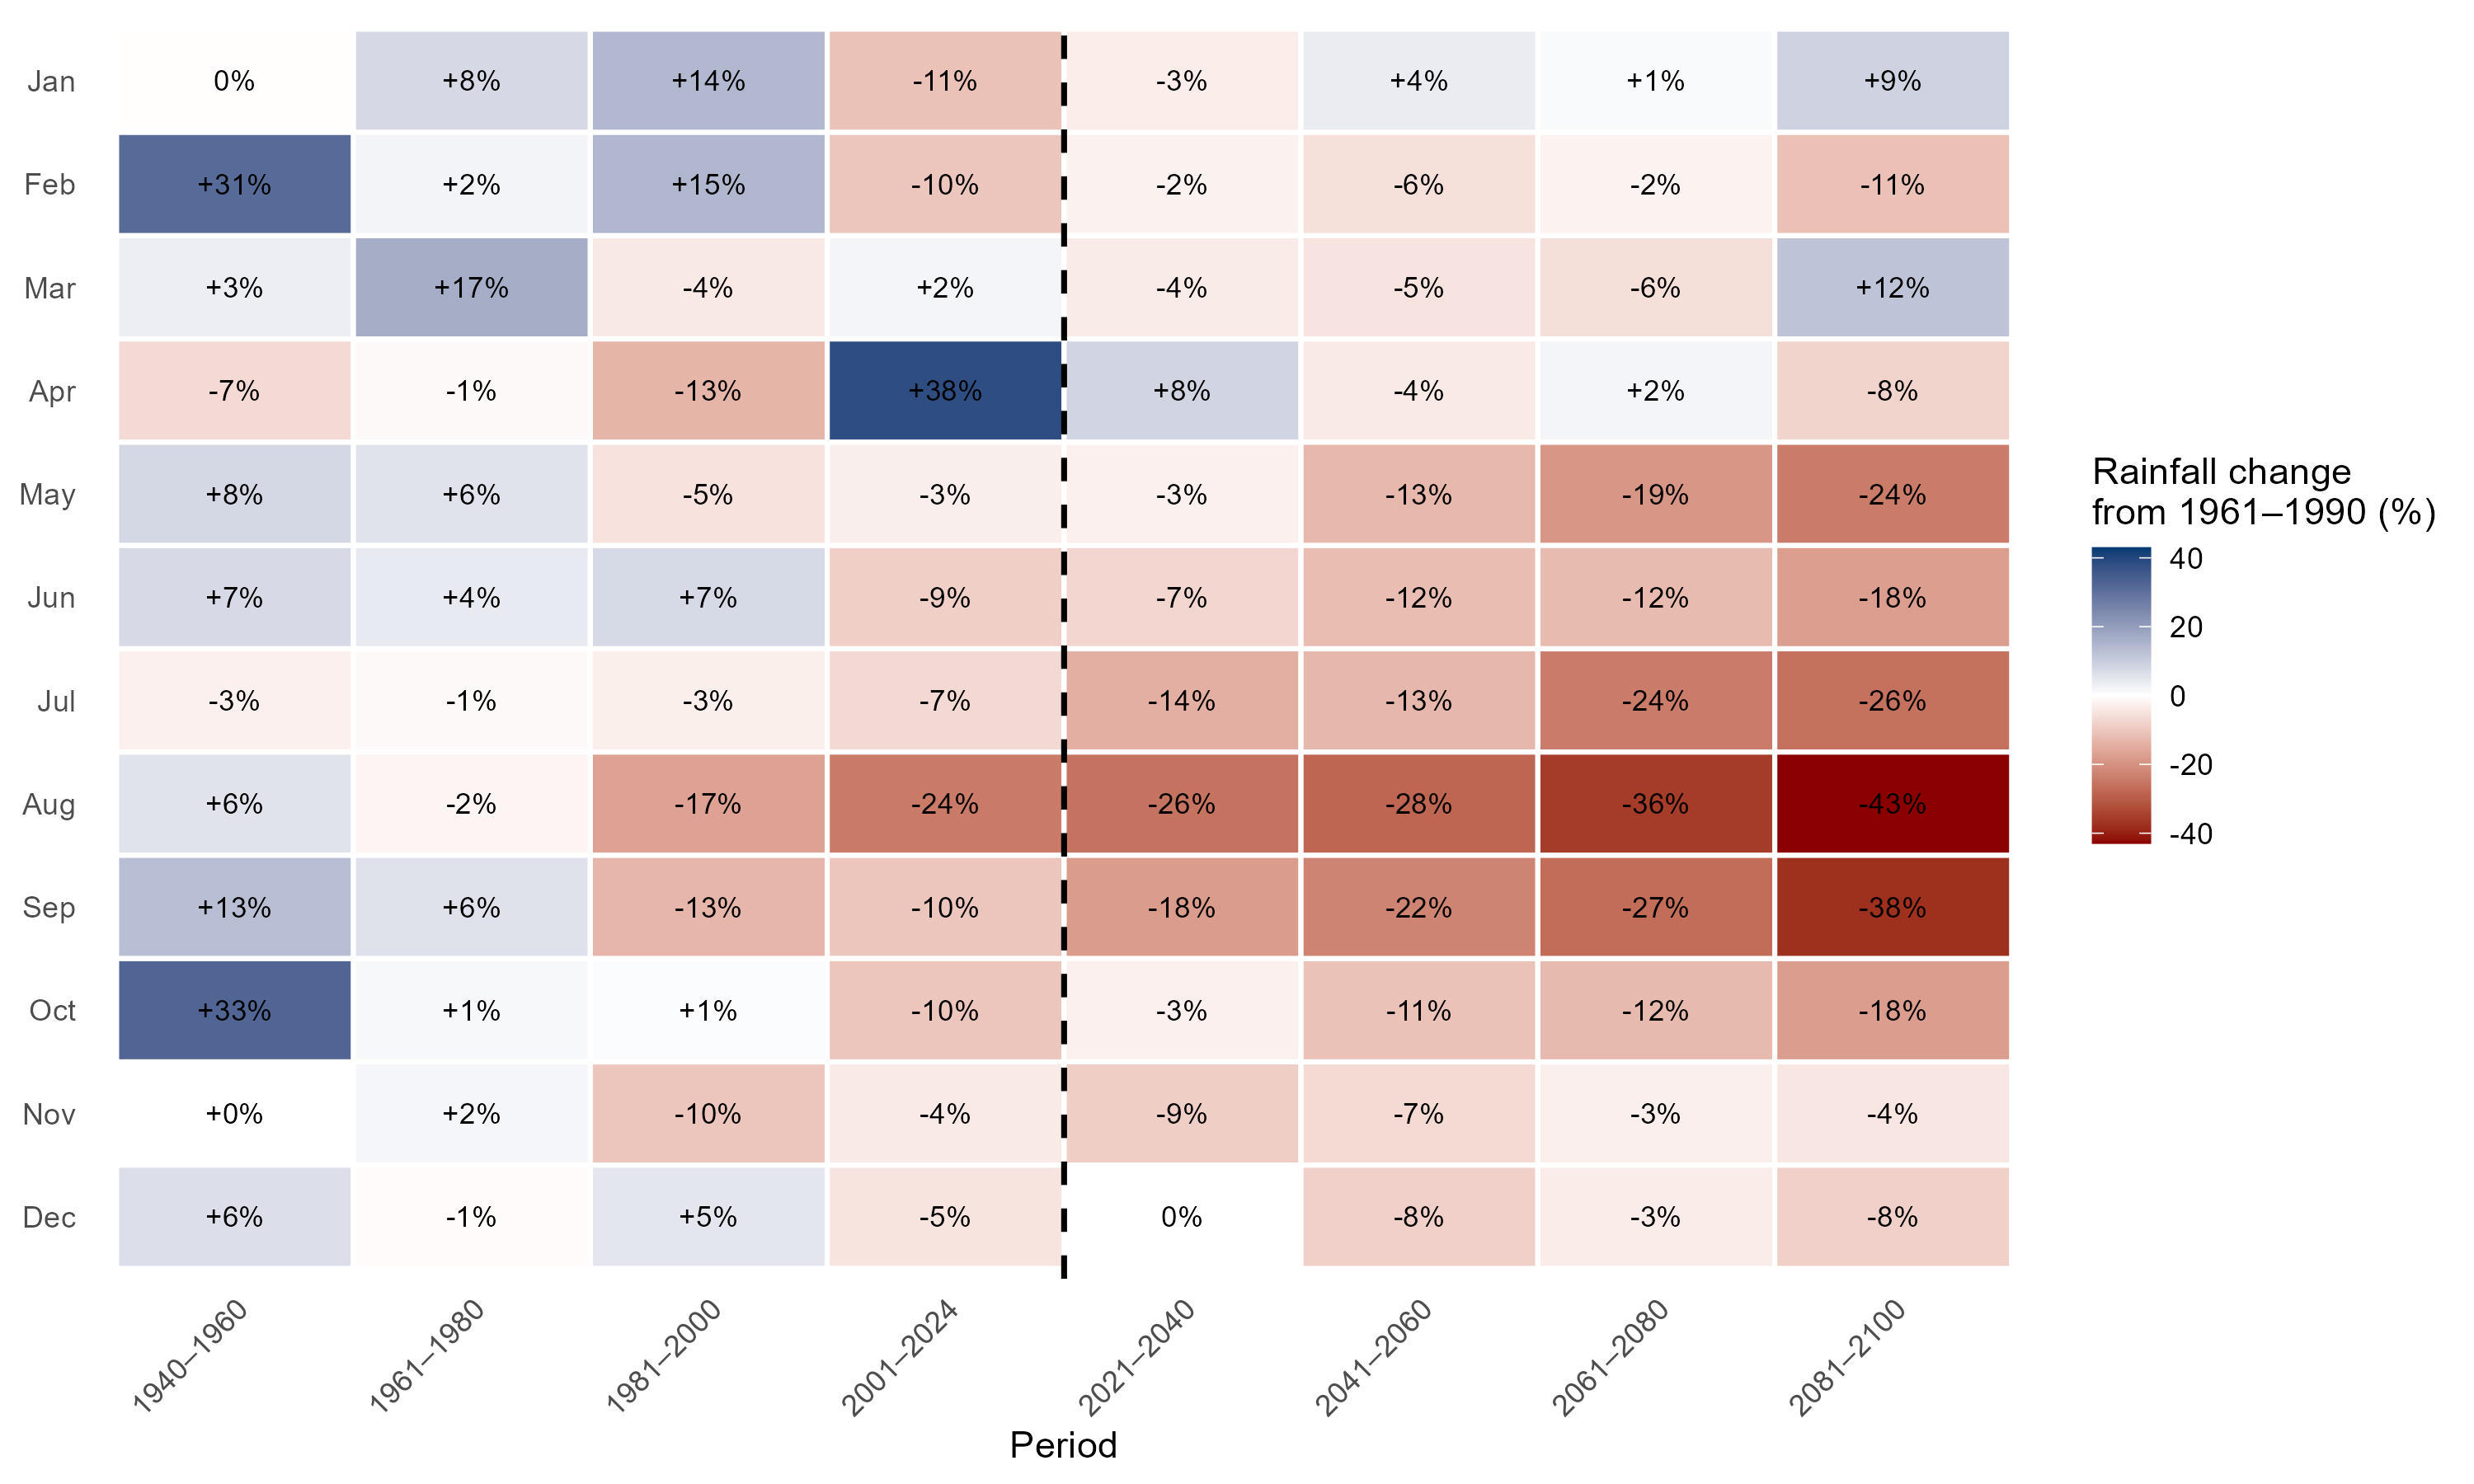 Jan 0% +8% +14% -11% -3% +4% +1% +9%
Feb +31% +2% +15% -10% -2% -6% -2% -11%
Mar +3% +17% -4% +2% -4% -5% -6% +12%
Apr -7% -1% -13% +38% +8% -4% +2% -8%
May +8% +6% -5% -3% -3% -13% -19% -24%
Jun +7% +4% +7% -9% -7% -12% -12% -18%
Jul -3% -1% -3% -7% -14% -13% -24% -26%
Aug +6% -2% -17% -24% -26% -28% -36% -43%
Sep +13% +6% -13% -10% -18% -22% -27% -38%
Oct +33% +1% +1% -10% -3% -11% -12% -18%
Nov +0% +2% -10% -4% -9% -7% -3% -4%
Dec +6% -1% +5% -5% 0% -8% -3% -8%
1940–1960 1961–1980 1981–2000 2001–2024 2021–2040 2041–2060 2061–2080 2081–2100
Period
Rainfall change
from 1961–1990 (%)
40
20
0
-20
-40